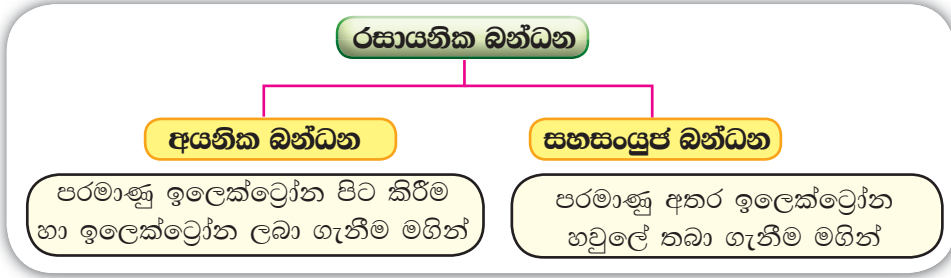 රසායනික බන්ධන
අයනික බන්ධන
සහසංයුජ බන්ධන
පරමාණු ඉලෙක්ට්‍රෝන පිට කිරීම
හා ඉලෙක්ට්‍රෝන ලබා ගැනීම මගින්
පරමාණු අතර ඉලෙක්ට්‍රෝන
හවුලේ තබා ගැනීම මගින්